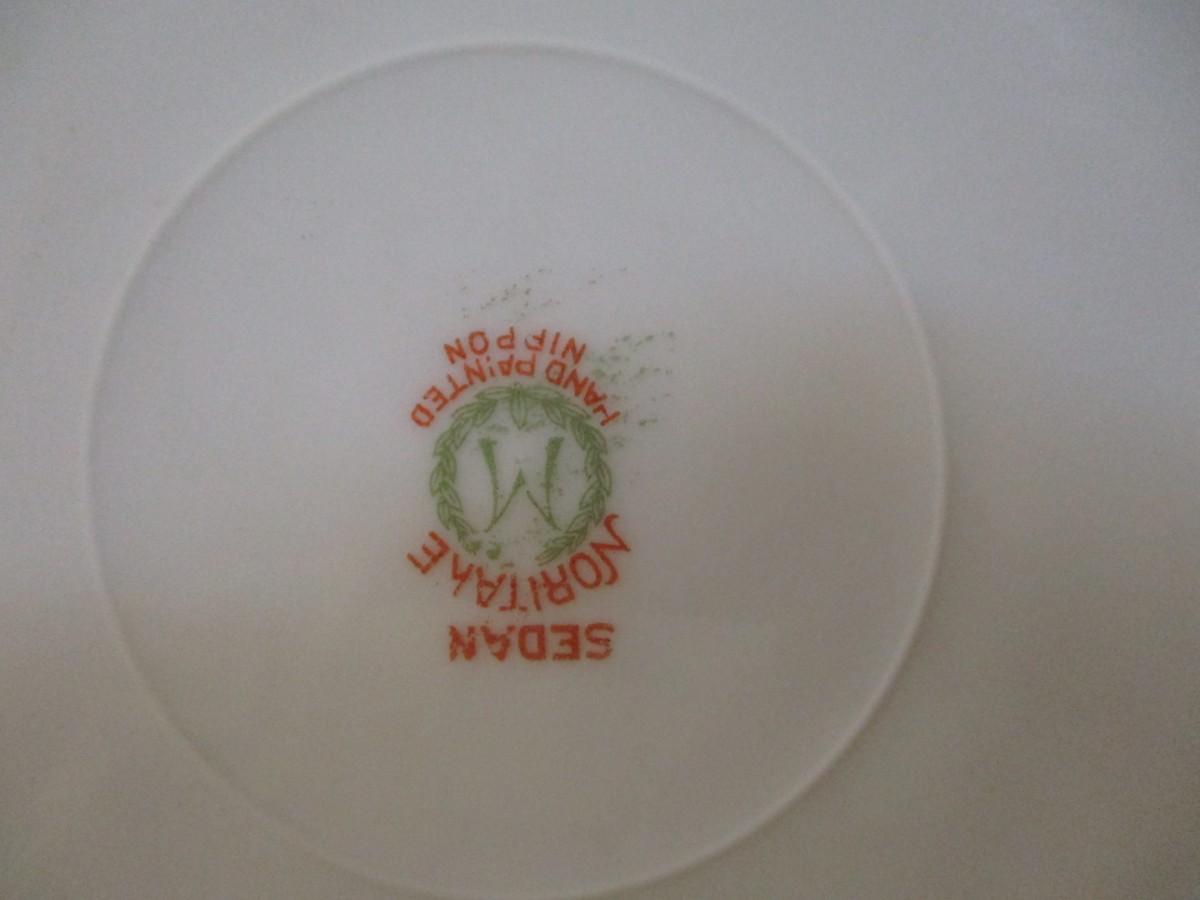 SEDAN
NORITAKE
M
HAND PAINTED
NIPPON